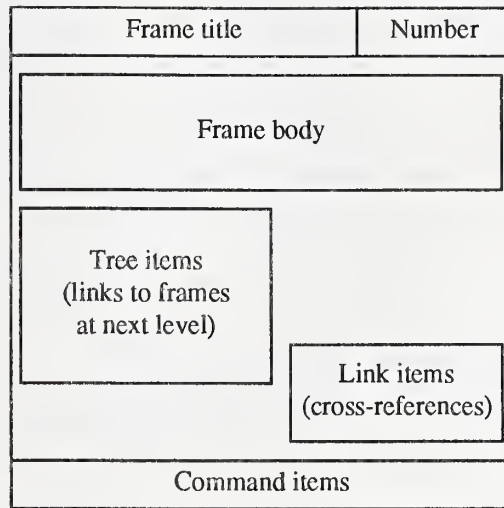 Frame title
Number
Frame body
Tree items
(links to frames
at next level)
Link items
(cross-references)
Command items